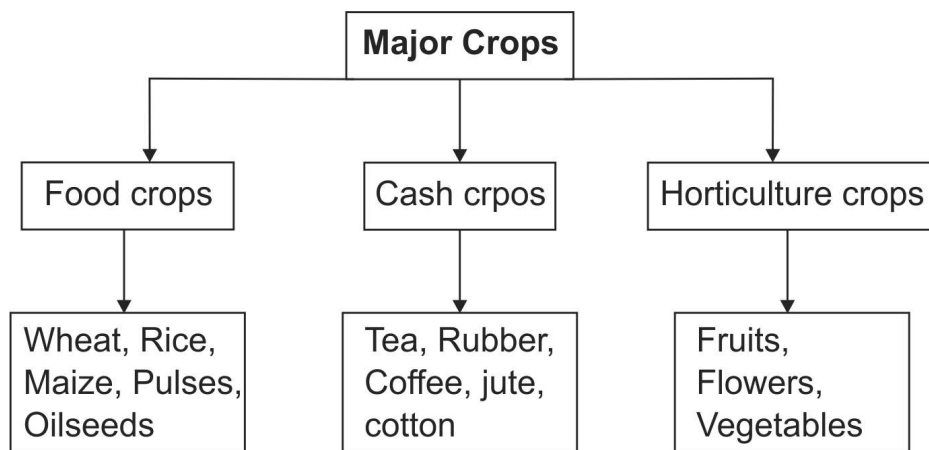 Major Crops
Food crops
Cash crpos
Horticulture crops
Wheat, Rice,
Maize, Pulses,
Oilseeds
Tea, Rubber,
Coffee, jute,
cotton
Fruits,
Flowers,
Vegetables